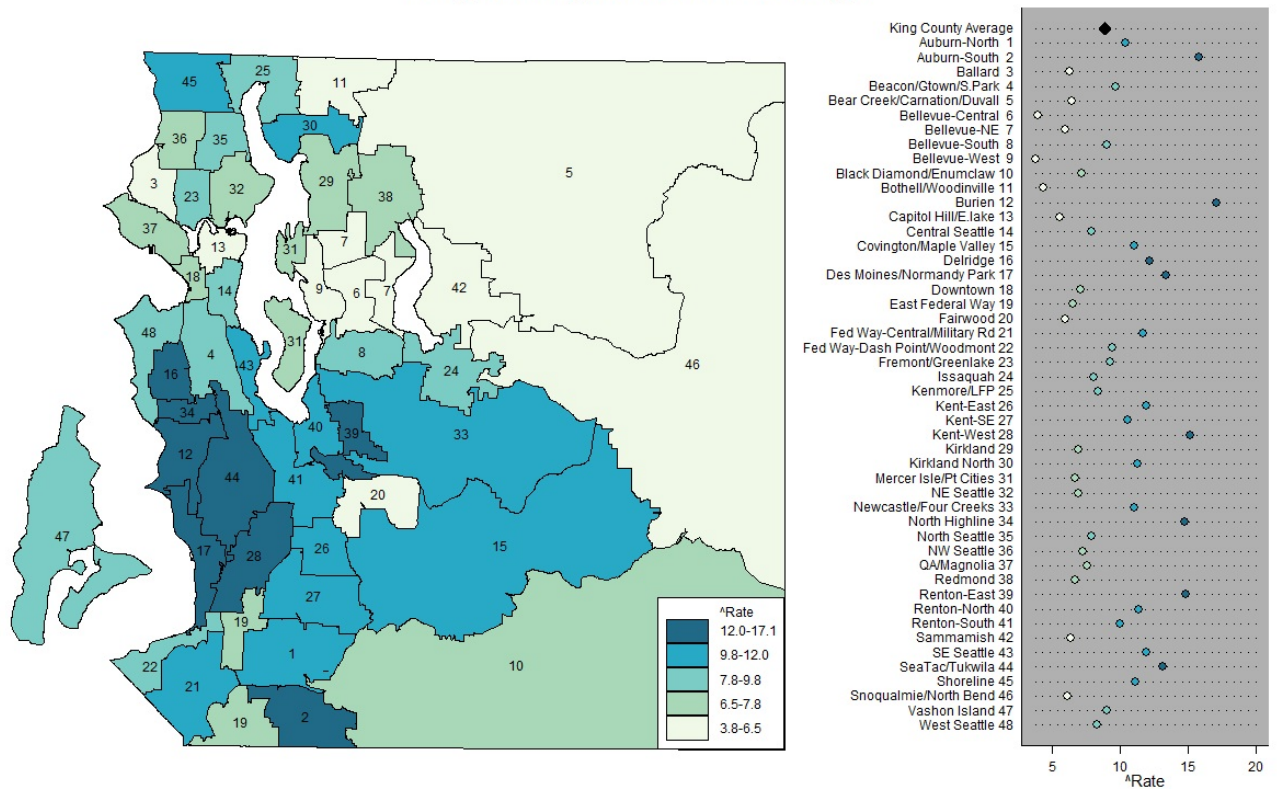 45
25
11
30
36
35
5
3
23
32
29
38
37
13
7
31
18
14
9
6
7
42
48
4
43
31
8
46
16
24
34
40
39
33
12
44
41
20
47
17
28
26
15
27
19
1
22
21
10
19
2
^Rate
12.0-17.1
9.8-12.0
7.8-9.8
6.5-7.8
3.8-6.5
King County Average
Auburn-North 1
Auburn-South 2
Ballard 3
Beacon/Gtown/S.Park 4
Bear Creek/Carnation/Duvall 5
Bellevue-Central 6
Bellevue-NE 7
Bellevue-South 8
Bellevue-West 9
Black Diamond/Enumclaw 10
Bothell/Woodinville 11
Burien 12
Capitol Hill/E.lake 13
Central Seattle 14
Covington/Maple Valley 15
Delridge 16
Des Moines/Normandy Park 17
Downtown 18
East Federal Way 19
Fairwood 20
Fed Way-Central/Military Rd 21
Fed Way-Dash Point/Woodmont 22
Fremont/Greenlake 23
Issaquah 24
Kenmore/LFP 25
Kent-East 26
Kent-SE 27
Kent-West 28
Kirkland 29
Kirkland North 30
Mercer Isle/Pt Cities 31
NE Seattle 32
Newcastle/Four Creeks 33
North Highline 34
North Seattle 35
NW Seattle 36
QA/Magnolia 37
Redmond 38
Renton-East 39
Renton-North 40
Renton-South 41
Sammamish 42
SE Seattle 43
SeaTac/Tukwila 44
Shoreline 45
Snoqualmie/North Bend 46
Vashon Island 47
West Seattle 48
5 10 15 20
^Rate